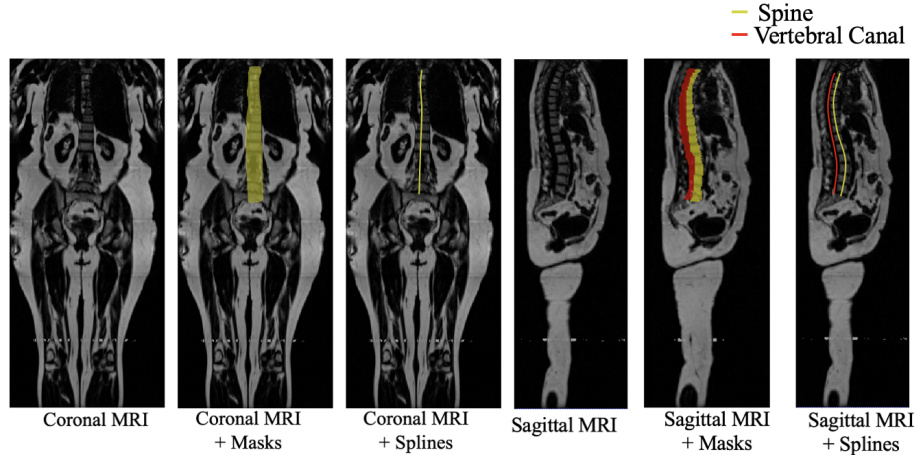 Spine
Vertebral Canal
Coronal MRI
Coronal MRI
+ Masks
Coronal MRI
+ Splines
Sagittal MRI
Sagittal MRI
+ Masks
Sagittal MRI
+ Splines